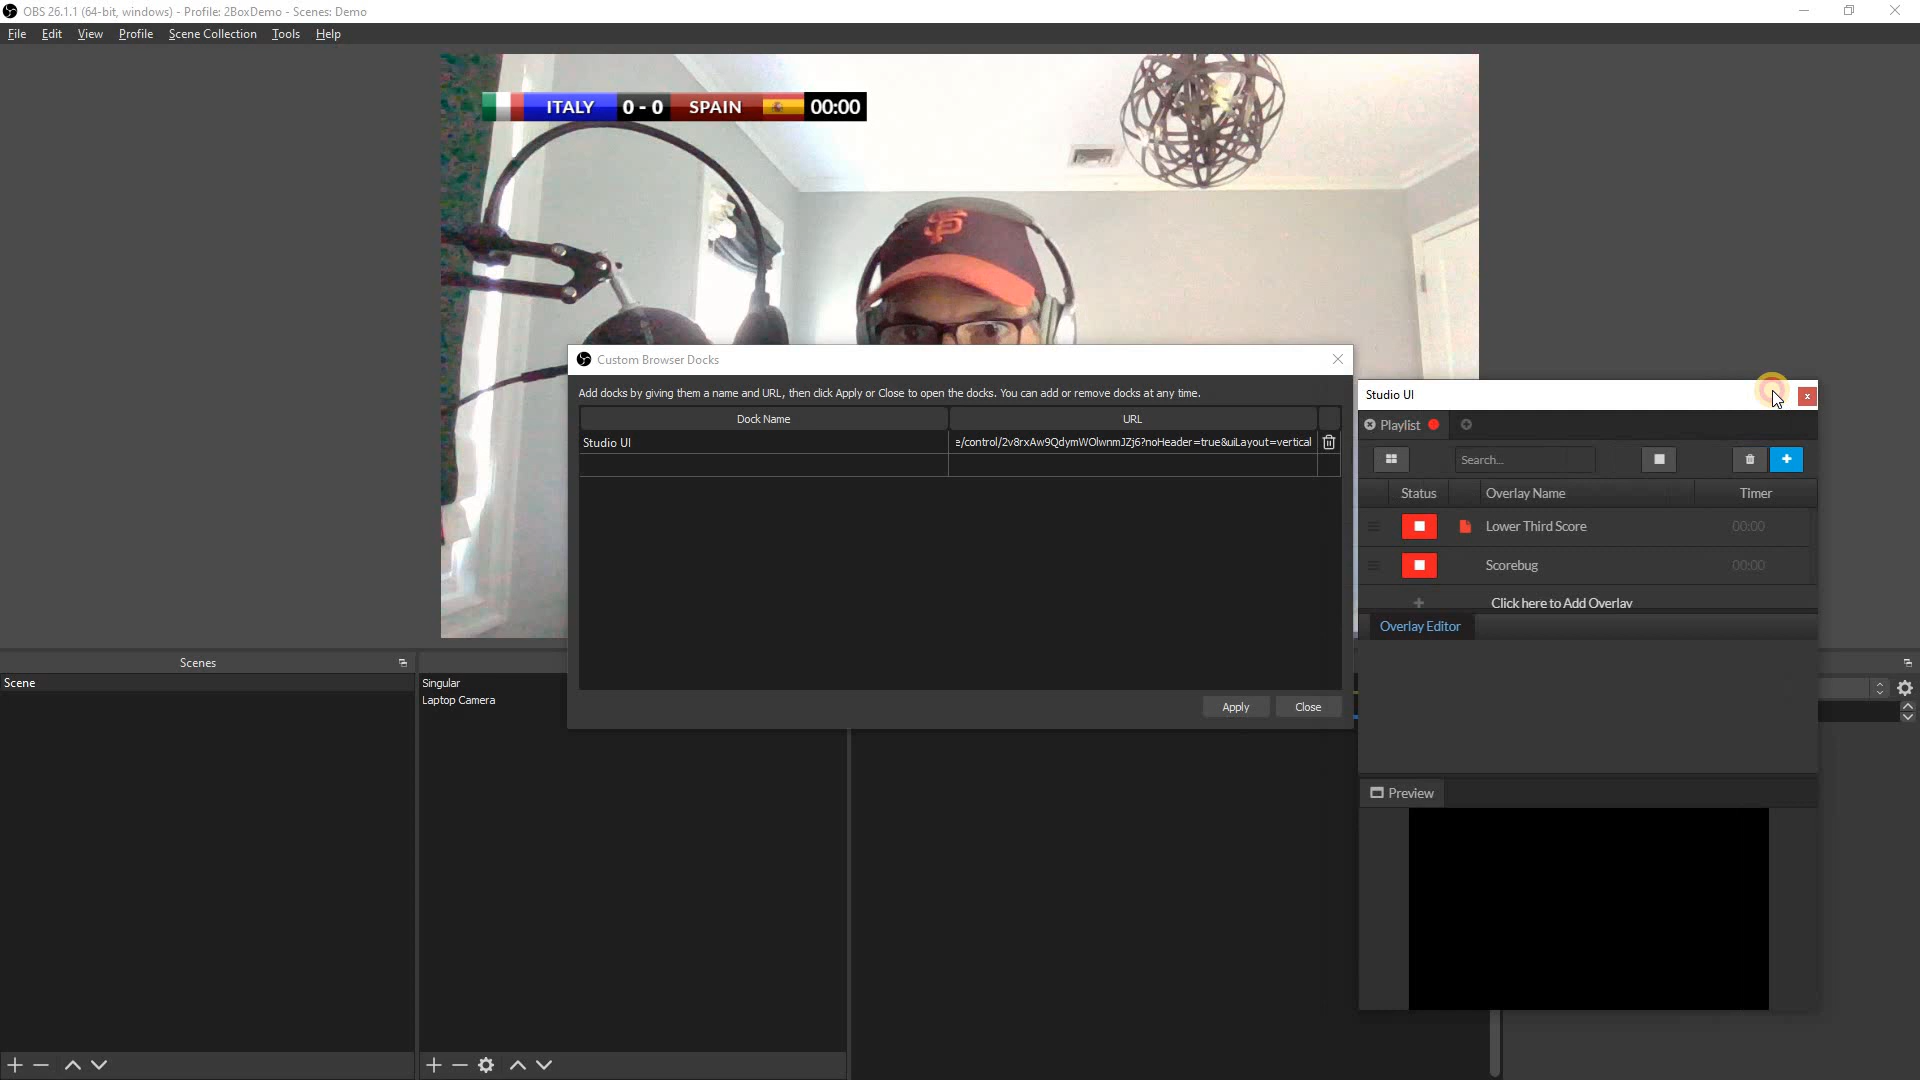 OBS 26.1.1 (64-bit, windows) - Profile: 2BoxDemo - Scenes: Demo
File Edit View Profile Scene Collection Tools Help
ITALY 0 - 0 SPAIN 00:00
SF
Custom Browser Docks
Add docks by giving them a name and URL, then click Apply or Close to open the docks. You can add or remove docks at any time.
Dock Name URL
Studio UI e/control/2v8rxAw9QdymWOlwnmJZj6?noHeader=true&uiLayout=vertical
Apply Close
Studio UI
Playlist
Search...
Status Overlay Name Timer
Lower Third Score 00:00
Scorebug 00:00
Click here to Add Overlay
Overlay Editor
Preview
Scenes
Scene
Singular
Laptop Camera